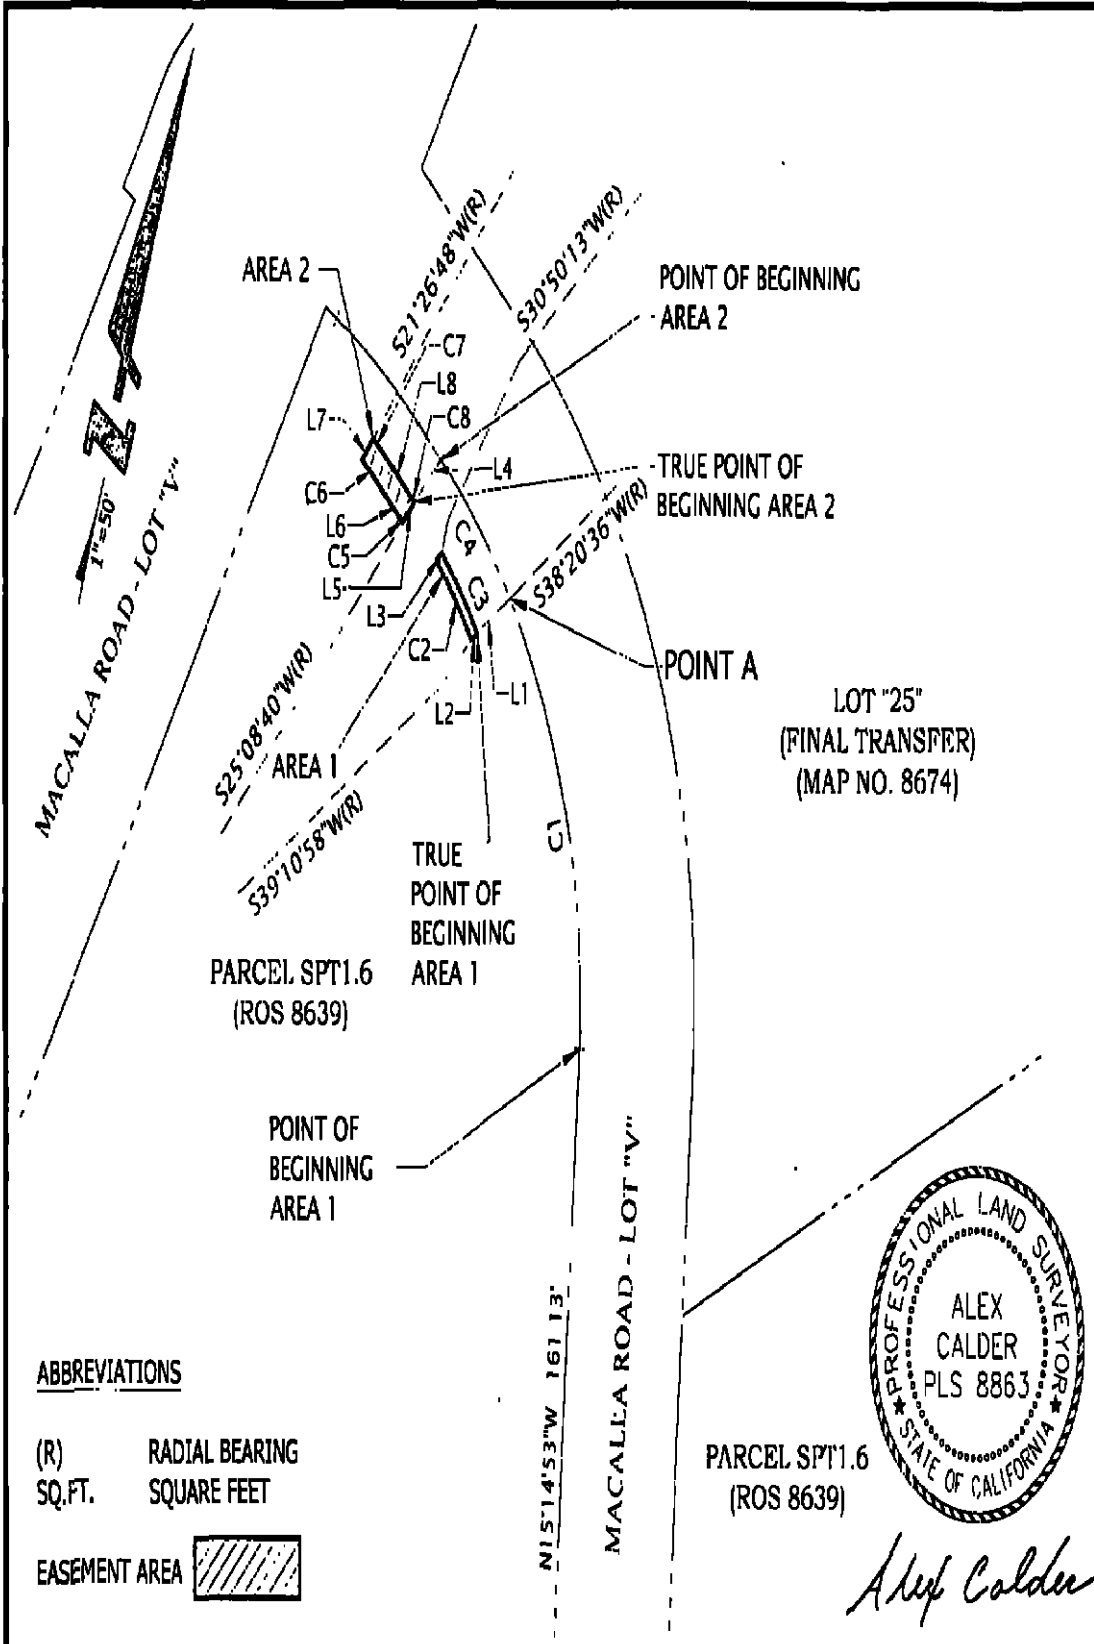 AREA 2
S21°26'48"W(R)
S30°50'13"W(R)
POINT OF BEGINNING
AREA 2
C7
L8
C8
L7
L4
TRUE POINT OF
BEGINNING AREA 2
C6
L6
C5
L5
N
1"=50'
MACALLA ROAD - LOT "V"
C4
C3
S38°20'36"W(R)
L3
C2
L2
L1
POINT A
S25°08'40"W(R)
AREA 1
S39°10'58"W(R)
LOT "25"
(FINAL TRANSFER)
(MAP NO. 8674)
C1
TRUE
POINT OF
BEGINNING
AREA 1
PARCEL SPT1.6
(ROS 8639)
POINT OF
BEGINNING
AREA 1
N15°14'53"W 161.13'
MACALLA ROAD - LOT "V"
PARCEL SPT1.6
(ROS 8639)
PROFESSIONAL LAND SURVEYOR
ALEX
CALDER
PLS 8863
STATE OF CALIFORNIA
Alex Calder
ABBREVIATIONS
(R) RADIAL BEARING
SQ.FT. SQUARE FEET
EASEMENT AREA